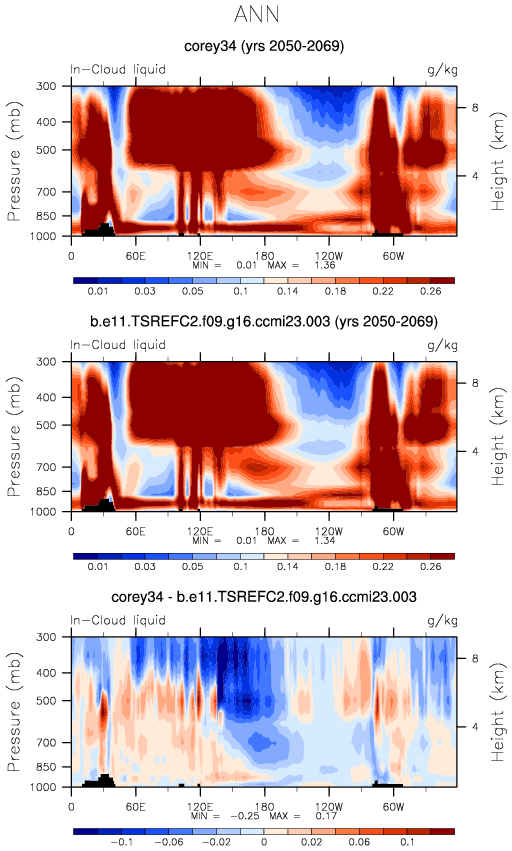 ANN
corey34 (yrs 2050-2069)
In-Cloud liquid g/kg
Pressure (mb)
300
400
500
700
850
1000
8
4
Height (km)
0 60E 120E 180 120W 60W
MIN = 0.01 MAX = 1.36
0.01 0.03 0.05 0.1 0.14 0.18 0.22 0.26
b.e11.TSREFC2.f09.g16.ccmi23.003 (yrs 2050-2069)
In-Cloud liquid g/kg
Pressure (mb)
300
400
500
700
850
1000
8
4
Height (km)
0 60E 120E 180 120W 60W
MIN = 0.01 MAX = 1.34
0.01 0.03 0.05 0.09 0.12 0.16 0.2 0.26
corey34 - b.e11.TSREFC2.f09.g16.ccmi23.003
In-Cloud liquid g/kg
Pressure (mb)
300
400
500
700
850
1000
8
4
Height (km)
0 60E 120E 180 120W 60W
MIN = -0.25 MAX = 0.17
-0.1 -0.06 -0.02 0 0.02 0.06 0.1